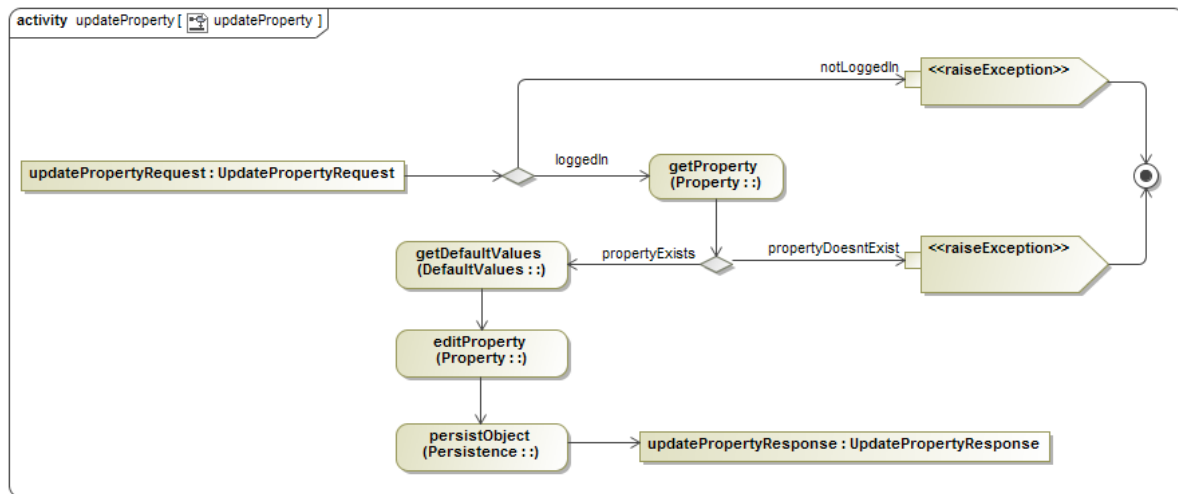 activity updateProperty [ updateProperty ]
notLoggedIn
<<raiseException>>
updatePropertyRequest : UpdatePropertyRequest
loggedIn
getProperty
(Property : :)
getDefaultValues
(DefaultValues : :)
propertyExists
propertyDoesntExist
<<raiseException>>
editProperty
(Property : :)
persistObject
(Persistence : :)
updatePropertyResponse : UpdatePropertyResponse